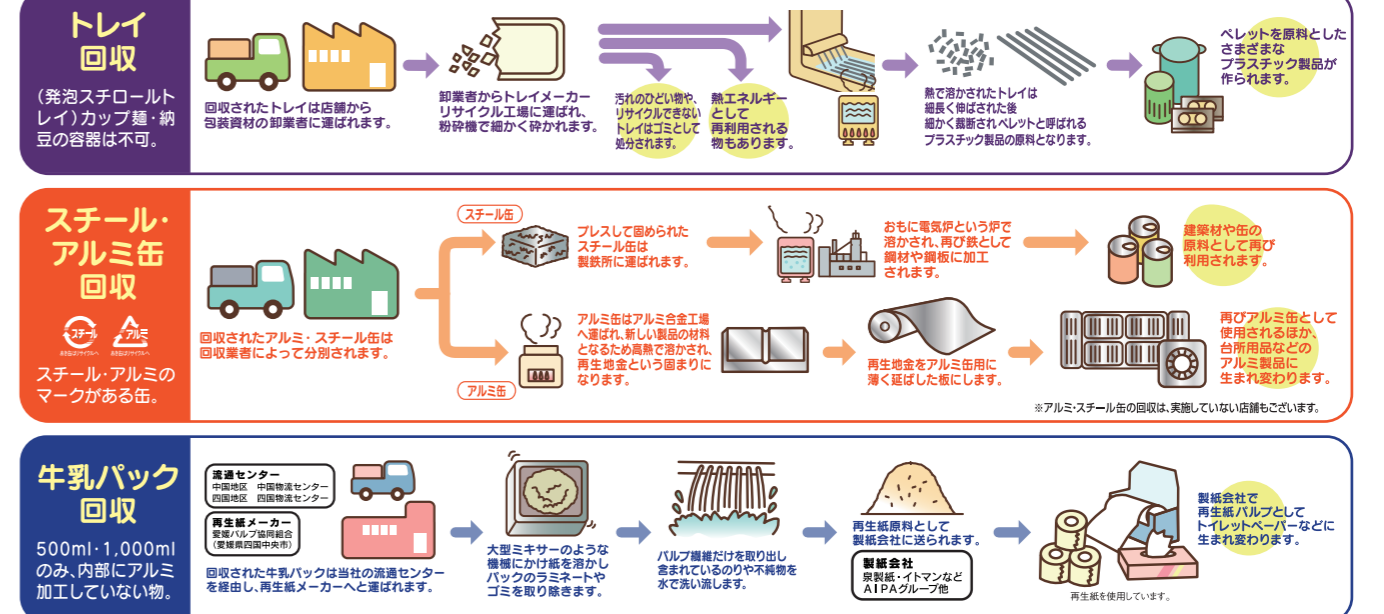 トレイ
回収
(発泡スチロールト
レイ)カップ麺・納
豆の容器は不可。
回収されたトレイは店舗から
包装資材の卸業者に運ばれます。
卸業者からトレイメーカー
リサイクル工場に運ばれ、
粉砕機で細かく砕かれます。
汚れのひどい物や、
リサイクルできない
トレイはゴミとして
処分されます。
熱エネルギー
として
再利用される
物もあります。
熱で溶かされたトレイは
細長く伸ばされた後
細かく裁断されペレットと呼ばれる
プラスチック製品の原料となります。
ペレットを原料とした
さまざまな
プラスチック製品が
作られます。
スチール・
アルミ缶
回収
スチール
あき缶はリサイクルへ
アルミ
あき缶はリサイクルへ
スチール・アルミの
マークがある缶。
回収されたアルミ・スチール缶は
回収業者によって分別されます。
スチール缶
プレスして固められた
スチール缶は
製鉄所に運ばれます。
おもに電気炉という炉で
溶かされ、再び鉄として
鋼材や鋼板に加工
されます。
建築材や缶の
原料として再び
利用されます。
アルミ缶
アルミ缶はアルミ合金工場
へ運ばれ、新しい製品の材料
となるため高熱で溶かされ、
再生地金という固まりに
なります。
再生地金をアルミ缶用に
薄く延ばした板にします。
再びアルミ缶として
使用されるほか、
台所用品などの
アルミ製品に
生まれ変わります。
※アルミ・スチール缶の回収は、実施していない店舗もございます。
牛乳パック
回収
500ml・1,000ml
のみ、内部にアルミ
加工していない物。
流通センター
中国地区 中国物流センター
四国地区 四国物流センター
再生紙メーカー
愛媛パルプ協同組合
(愛媛県四国中央市)
回収された牛乳パックは当社の流通センター
を経由し、再生紙メーカーへと運ばれます。
大型ミキサーのような
機械にかけ紙を溶かし
パックのラミネートや
ゴミを取り除きます。
パルプ繊維だけを取り出し
含まれているのりや不純物を
水で洗い流します。
再生紙原料として
製紙会社に送られます。
製紙会社
泉製紙・イトマンなど
AIPAグループ他
製紙会社で
再生紙パルプとして
トイレットペーパーなどに
生まれ変わります。
再生紙を使用しています。